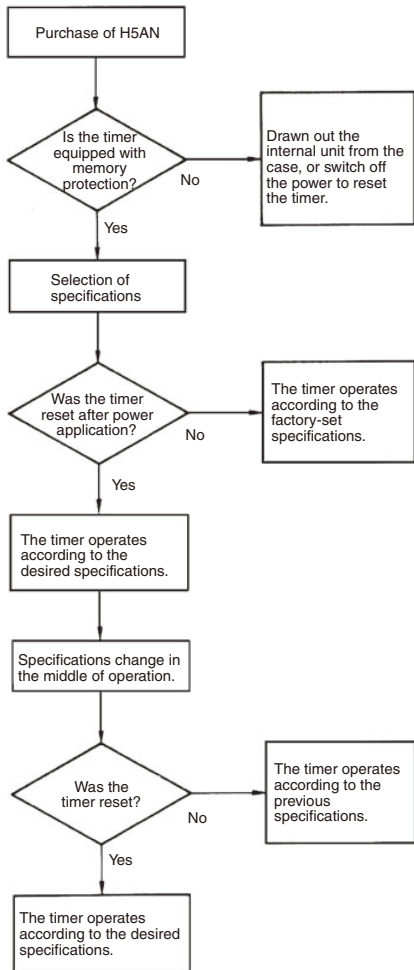 Purchase of H5AN
Is the timer
equipped with
memory
protection?
No
Drawn out the
internal unit from the
case, or switch off
the power to reset
the timer.
Yes
Selection of
specifications
Was the timer
reset after power
application?
No
The timer operates
according to the
factory-set
specifications.
Yes
The timer operates
according to the
desired specifications.
Specifications change in
the middle of operation.
Was the
timer reset?
No
The timer operates
according to the
previous
specifications.
Yes
The timer operates
according to the desired
specifications.